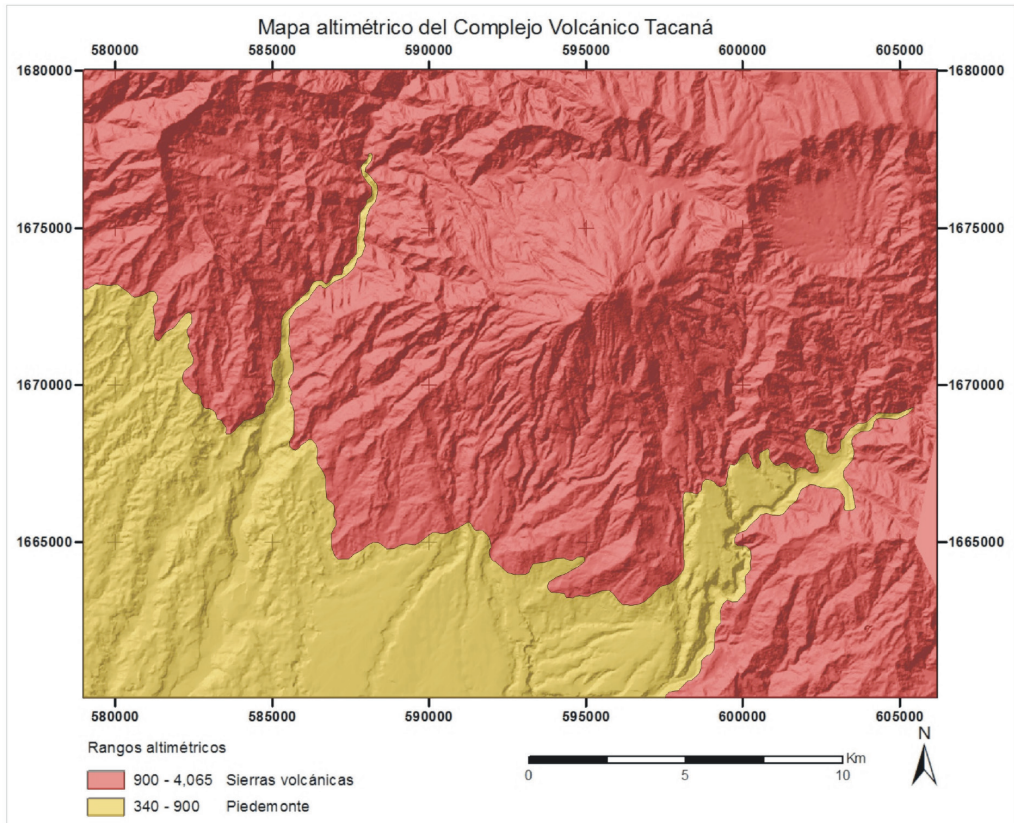 Mapa altimétrico del Complejo Volcánico Tacaná
580000 585000 590000 595000 600000 605000
1680000 1680000
1675000 1675000
1670000 1670000
1665000 1665000
580000 585000 590000 595000 600000 605000
Rangos altimétricos
900 - 4,065 Sierras volcánicas
340 - 900 Piedemonte
Km
0 5 10
N